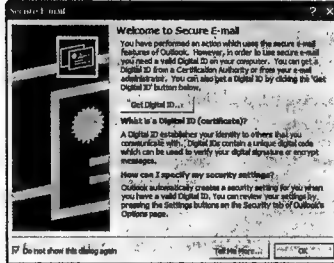 Secure E-mail
Welcome to Secure E-mail
You have performed an action which uses the secure e-mail
features of Outlook. However, in order to use secure e-mail
you need a valid Digital ID on your computer. You can get a
Digital ID from a Certification Authority or from your e-mail
administrator. You can also get a Digital ID by clicking the 'Get
Digital ID' button below.
Get Digital ID...
What is a Digital ID (certificate)?
A Digital ID establishes your identity to others that you
communicate with. Digital IDs contain a unique digital code
which can be used to verify your digital signature or encrypt
messages.
How can I specify my security settings?
Outlook automatically creates a security setting for you when
you have a valid Digital ID. You can review your settings by
pressing the Settings buttons on the Security tab of Outlook's
Options page.
Do not show this dialog again
Tell Me More...
OK